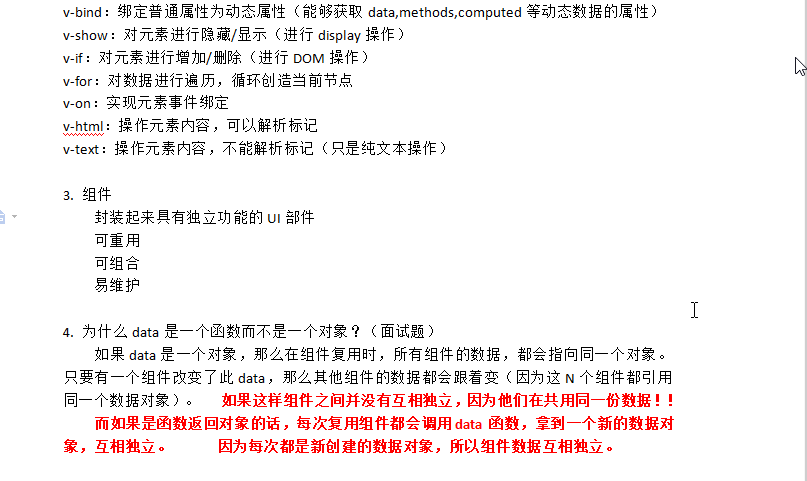 v-bind：绑定普通属性为动态属性（能够获取 data,methods,computed 等动态数据的属性）
v-show：对元素进行隐藏/显示（进行 display 操作）
v-if：对元素进行增加/删除（进行 DOM 操作）
v-for：对数据进行遍历，循环创造当前节点
v-on：实现元素事件绑定
v-html：操作元素内容，可以解析标记
v-text：操作元素内容，不能解析标记（只是纯文本操作）
3. 组件
封装起来具有独立功能的 UI 部件
可重用
可组合
易维护
4. 为什么 data 是一个函数而不是一个对象？（面试题）
如果 data 是一个对象，那么在组件复用时，所有组件的数据，都会指向同一个对象。
只要有一个组件改变了此 data，那么其他组件的数据都会跟着变（因为这 N 个组件都引用
同一个数据对象）。 如果这样组件之间并没有互相独立，因为他们在共用同一份数据！！
而如果是函数返回对象的话，每次复用组件都会调用 data 函数，拿到一个新的数据对
象，互相独立。 因为每次都是新创建的数据对象，所以组件数据互相独立。